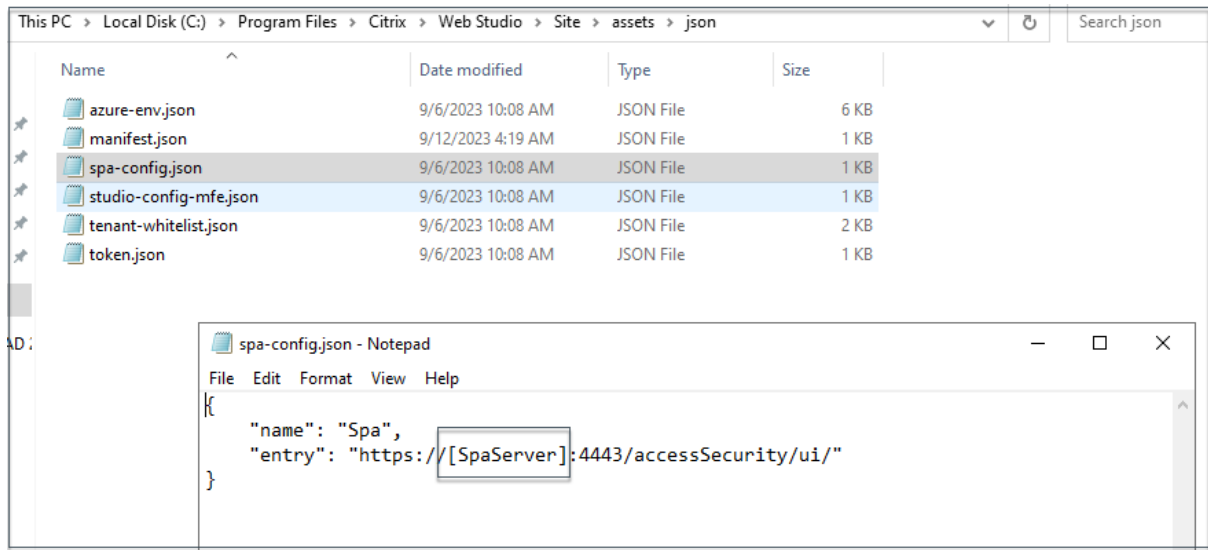 This PC > Local Disk (C:) > Program Files > Citrix > Web Studio > Site > assets > json Search json
Name Date modified Type Size
azure-env.json 9/6/2023 10:08 AM JSON File 6 KB
manifest.json 9/12/2023 4:19 AM JSON File 1 KB
spa-config.json 9/6/2023 10:08 AM JSON File 1 KB
studio-config-mfe.json 9/6/2023 10:08 AM JSON File 1 KB
tenant-whitelist.json 9/6/2023 10:08 AM JSON File 2 KB
token.json 9/6/2023 10:08 AM JSON File 1 KB
spa-config.json - Notepad
File Edit Format View Help
{
"name": "Spa",
"entry": "https://[SpaServer]:4443/accessSecurity/ui/"
}